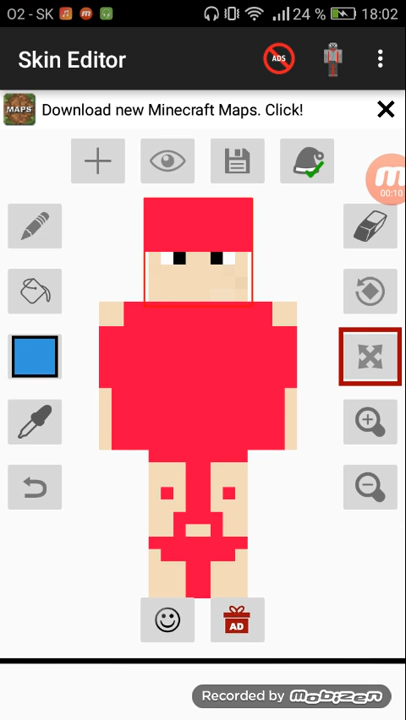 O2 - SK
24 %
18:02
Skin Editor
ADS
MAPS
Download new Minecraft Maps. Click!
00:10
AD
Recorded by mobizen